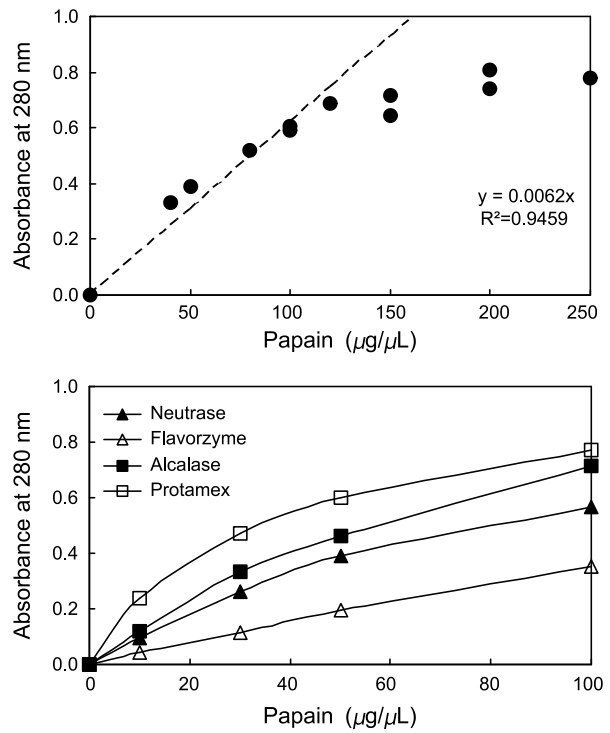 1.0
0.8
0.6
0.4
0.2
0.0
Absorbance at 280 nm
y = 0.0062x
R²=0.9459
0 50 100 150 200 250
Papain (µg/µL)
1.0
0.8
0.6
0.4
0.2
0.0
Absorbance at 280 nm
Neutrase
Flavorzyme
Alcalase
Protamex
0 20 40 60 80 100
Papain (µg/µL)